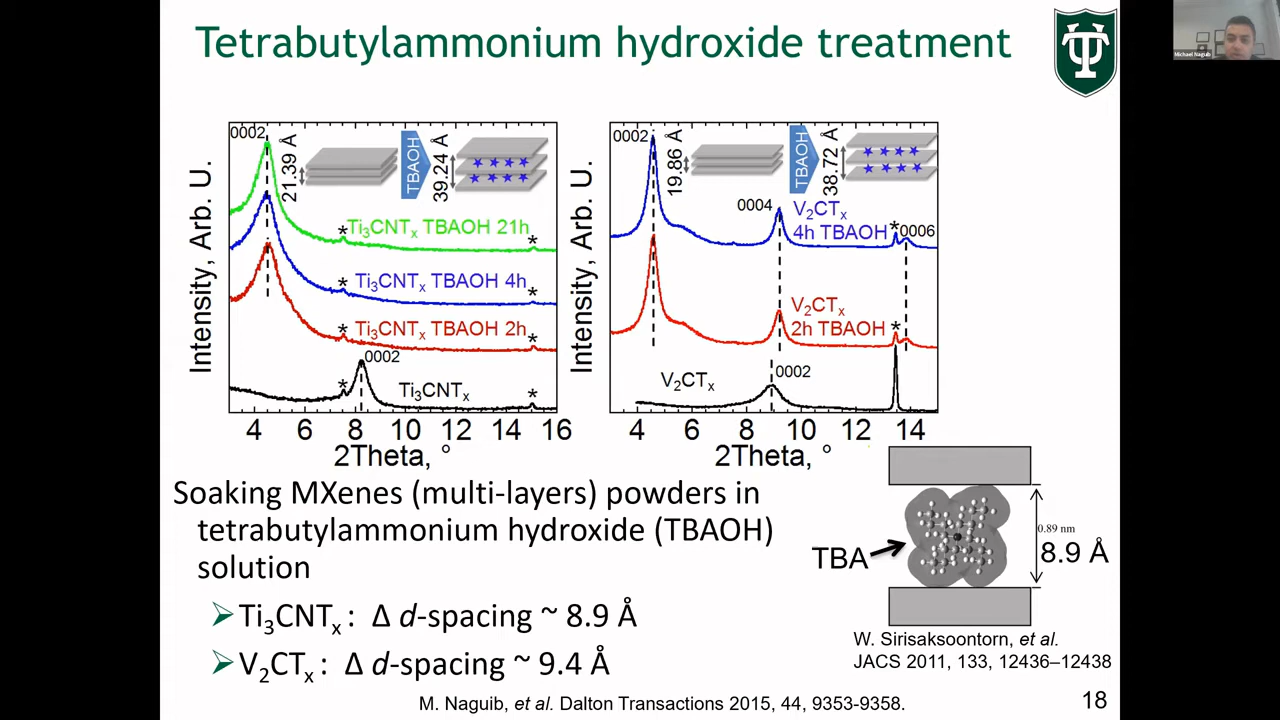 Tetrabutylammonium hydroxide treatment
Michael Naguib
0002
21.39 Å
TBAOH
39.24 Å
Ti3CNTx TBAOH 21h
*
*
Ti3CNTx TBAOH 4h
*
*
Ti3CNTx TBAOH 2h
*
*
0002
Ti3CNTx
*
*
Intensity, Arb. U.
4 6 8 10 12 14 16
2Theta, °
0002
19.86 Å
TBAOH
38.72 Å
0004
V2CTx
4h TBAOH
*
0006
V2CTx
2h TBAOH
*
V2CTx
0002
Intensity, Arb. U.
4 6 8 10 12 14
2Theta, °
Soaking MXenes (multi-layers) powders in
tetrabutylammonium hydroxide (TBAOH)
solution
Ti3CNTx : Δ d-spacing ~ 8.9 Å
V2CTx : Δ d-spacing ~ 9.4 Å
TBA
0.89 nm
8.9 Å
W. Sirisaksoontorn, et al.
JACS 2011, 133, 12436–12438
M. Naguib, et al. Dalton Transactions 2015, 44, 9353-9358.
18